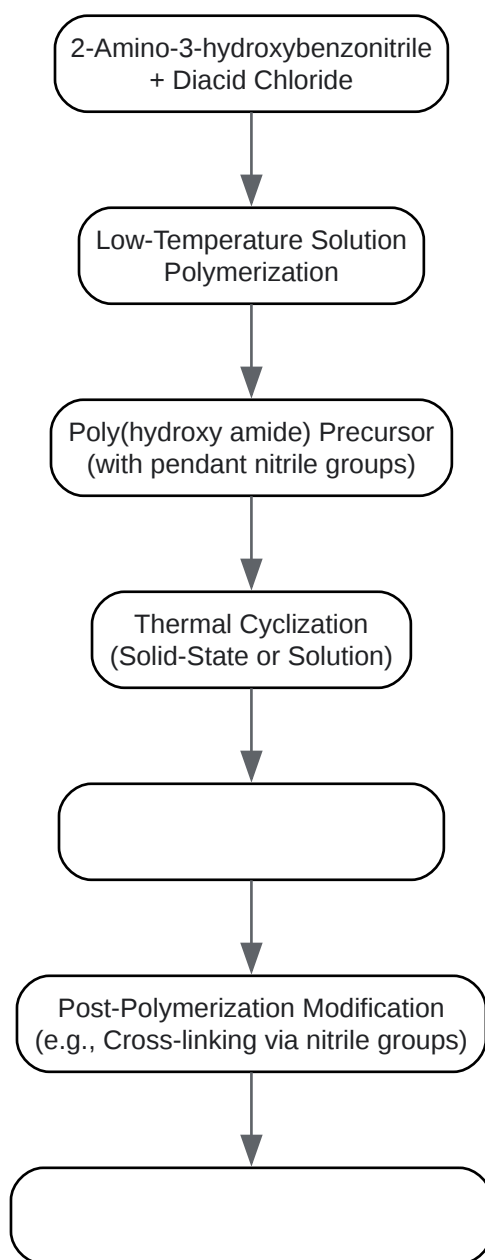 2-Amino-3-hydroxybenzonitrile
+ Diacid Chloride
Low-Temperature Solution
Polymerization
Poly(hydroxy amide) Precursor
(with pendant nitrile groups)
Thermal Cyclization
(Solid-State or Solution)
Post-Polymerization Modification
(e.g., Cross-linking via nitrile groups)